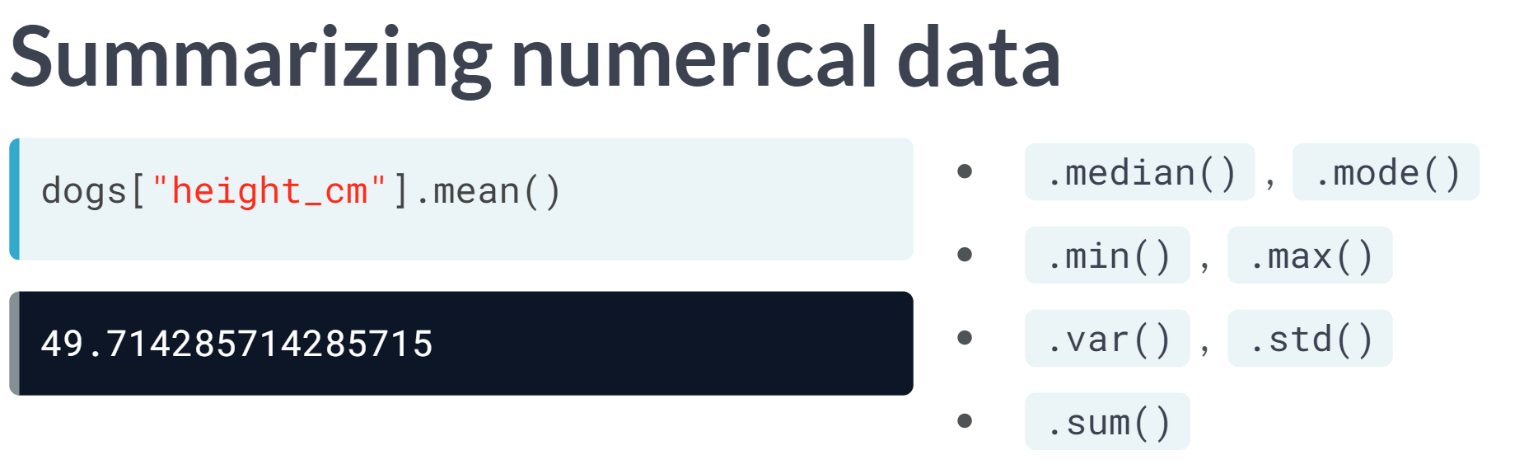 Summarizing numerical data
dogs["height_cm"].mean()
49.714285714285715
• .median() , .mode()
• .min() , .max()
• .var() , .std()
• .sum()